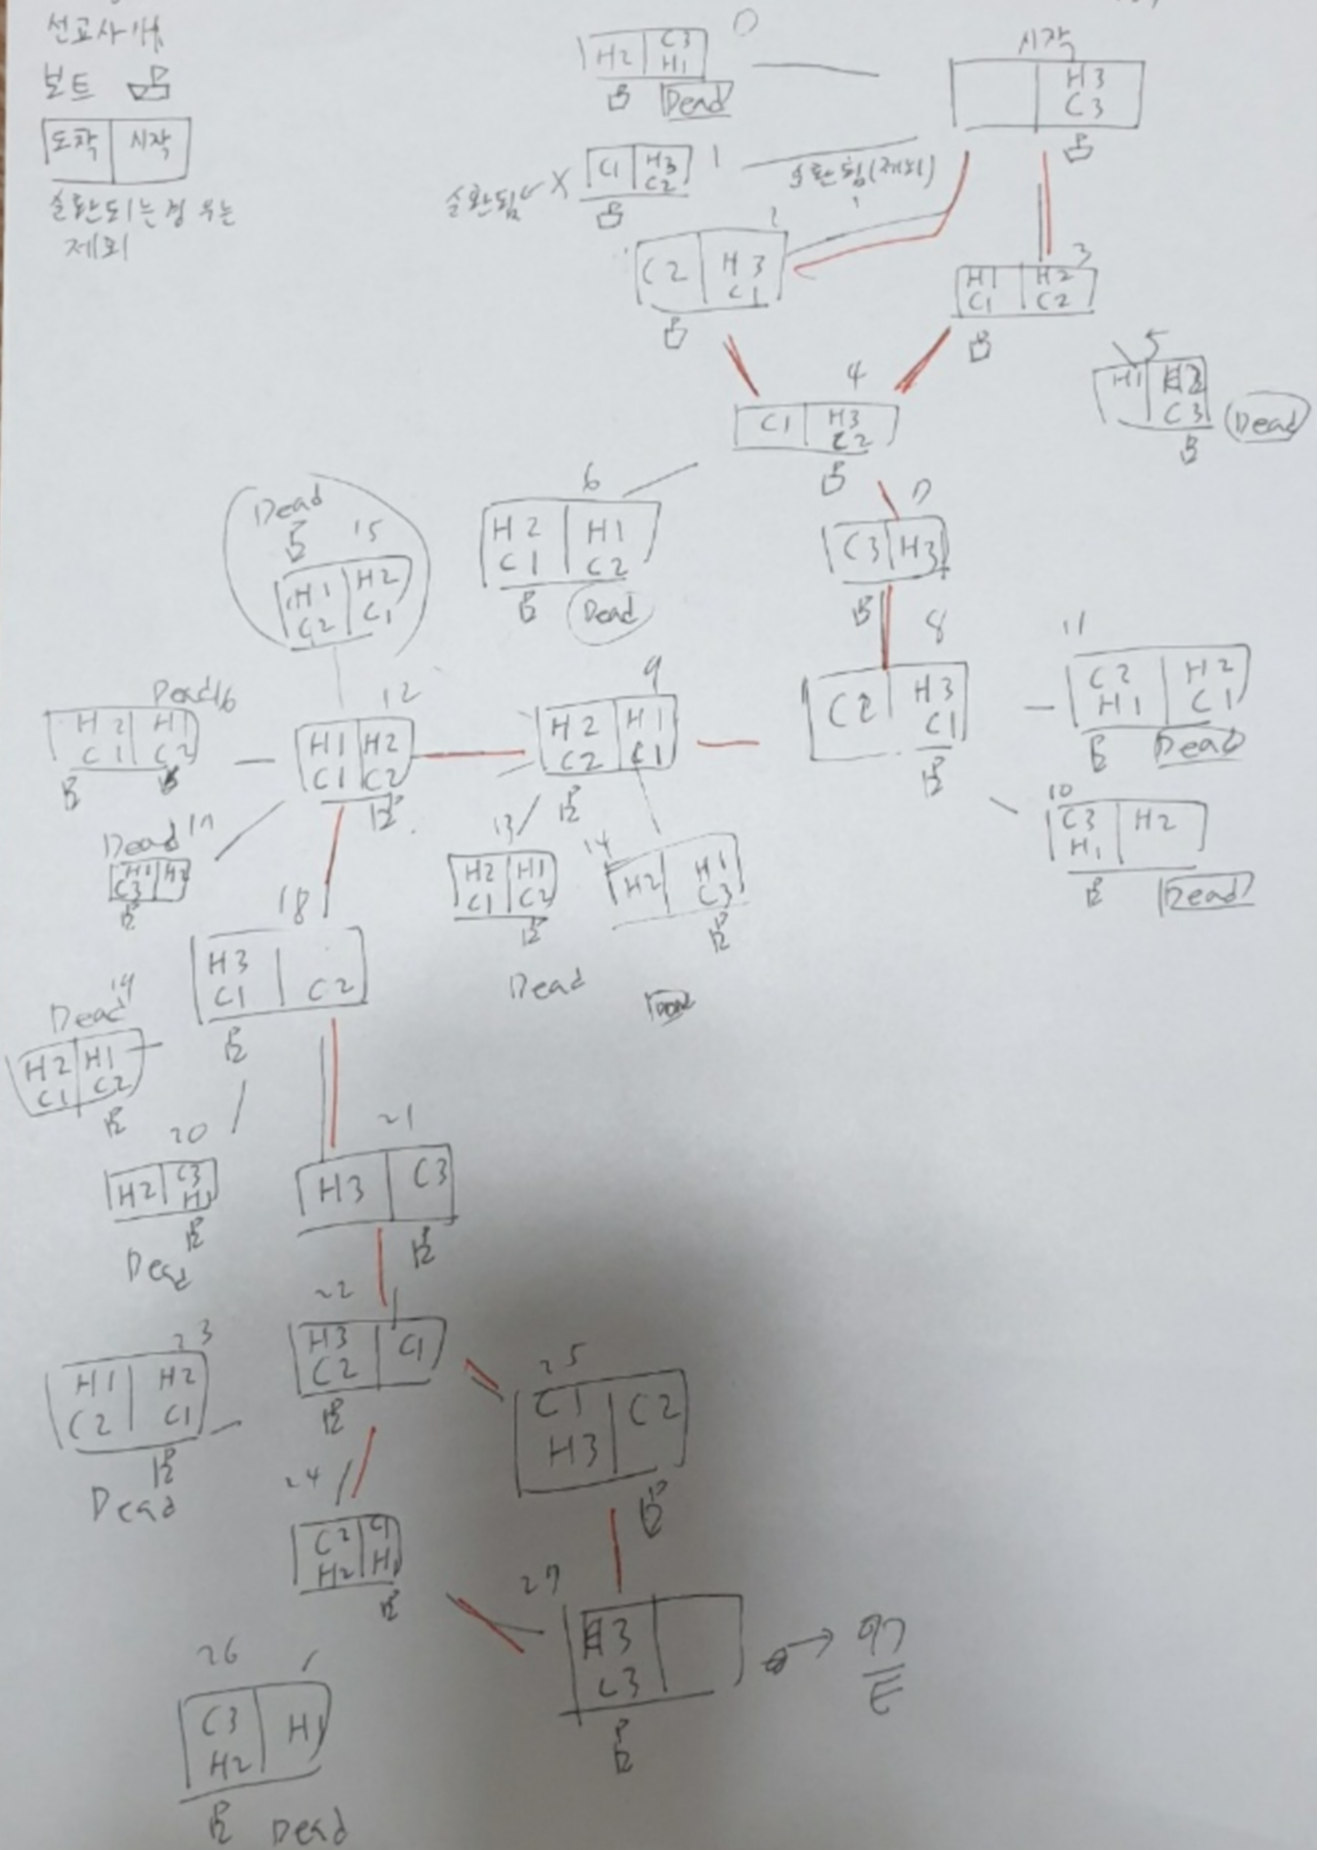 선교사
보트
도착 시작
순환되는 경우는
제외
시작
H3
C3
0
H2 C3
H1
Dead
1
순환됨 X C1 H3
C2
순환됨(제외)
2
C2 H3
C1
3
H1 H2
C1 C2
4
C1 H3
C2
5
H1 H2
C3
Dead
6
H2 H1
C1 C2
Dead
7
C3 H3
8
C2 H3
C1
9
H2 H1
C2 C1
10
C3 H2
H1
Dead
11
C2 H2
H1 C1
Dead
12
H1 H2
C1 C2
13
H2 H1
C1 C2
Dead
14
H2 H1
C3
Dead
15
H1 H2
C2 C1
Dead 16
H2 H1
C1 C2
Dead 17
H1 H2
C3
18
H3
C1 C2
Dead 19
H2 H1
C1 C2
20
H2 C3
H1
Dead
21
H3 C3
22
H3 C1
C2
23
H1 H2
C2 C1
Dead
24
C2 C1
H2 H1
25
C1 C2
H3
26
C3 H1
H2
Dead
27
H3
C3